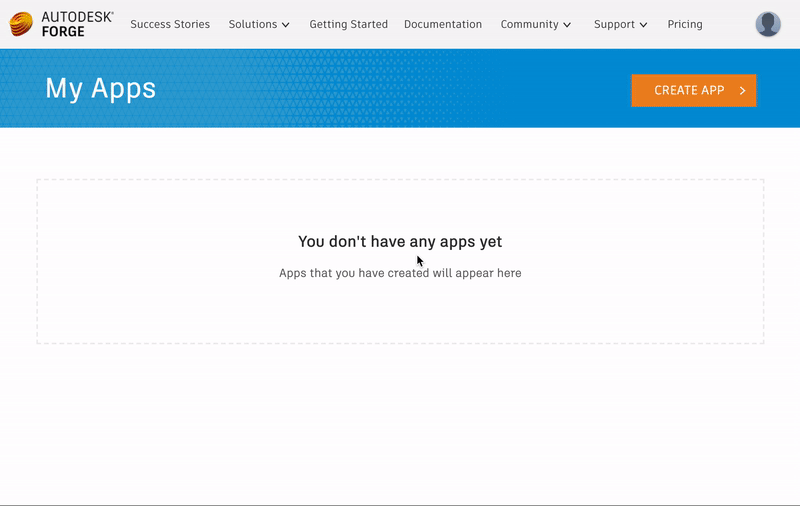 AUTODESK®
FORGE
Success Stories Solutions Getting Started Documentation Community Support Pricing
My Apps
CREATE APP
You don't have any apps yet
Apps that you have created will appear here